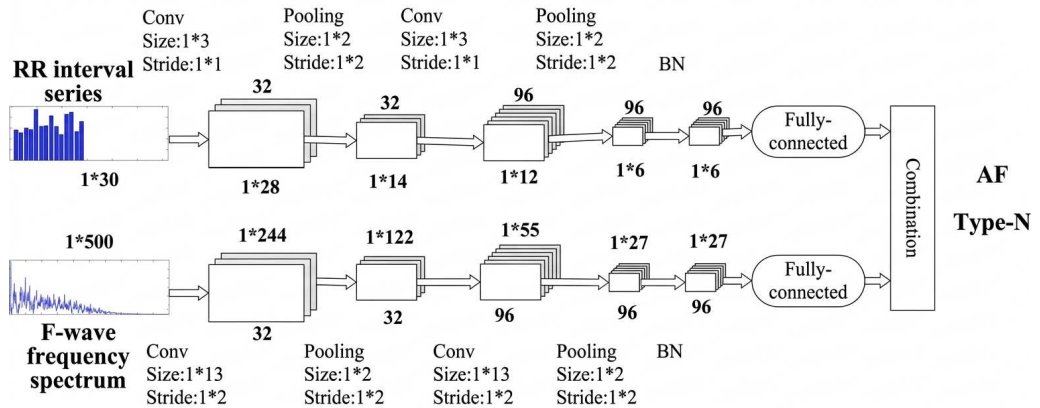 Conv
Size:1*3
Stride:1*1
Pooling
Size:1*2
Stride:1*2
Conv
Size:1*3
Stride:1*1
Pooling
Size:1*2
Stride:1*2
BN
RR interval
series
1*30
32
1*28
32
1*14
96
1*12
96
1*6
96
1*6
Fully-
connected
Combination
AF
Type-N
1*500
F-wave
frequency
spectrum
1*244
32
1*122
32
1*55
96
1*27
96
1*27
96
Fully-
connected
Conv
Size:1*13
Stride:1*2
Pooling
Size:1*2
Stride:1*2
Conv
Size:1*13
Stride:1*2
Pooling
Size:1*2
Stride:1*2
BN